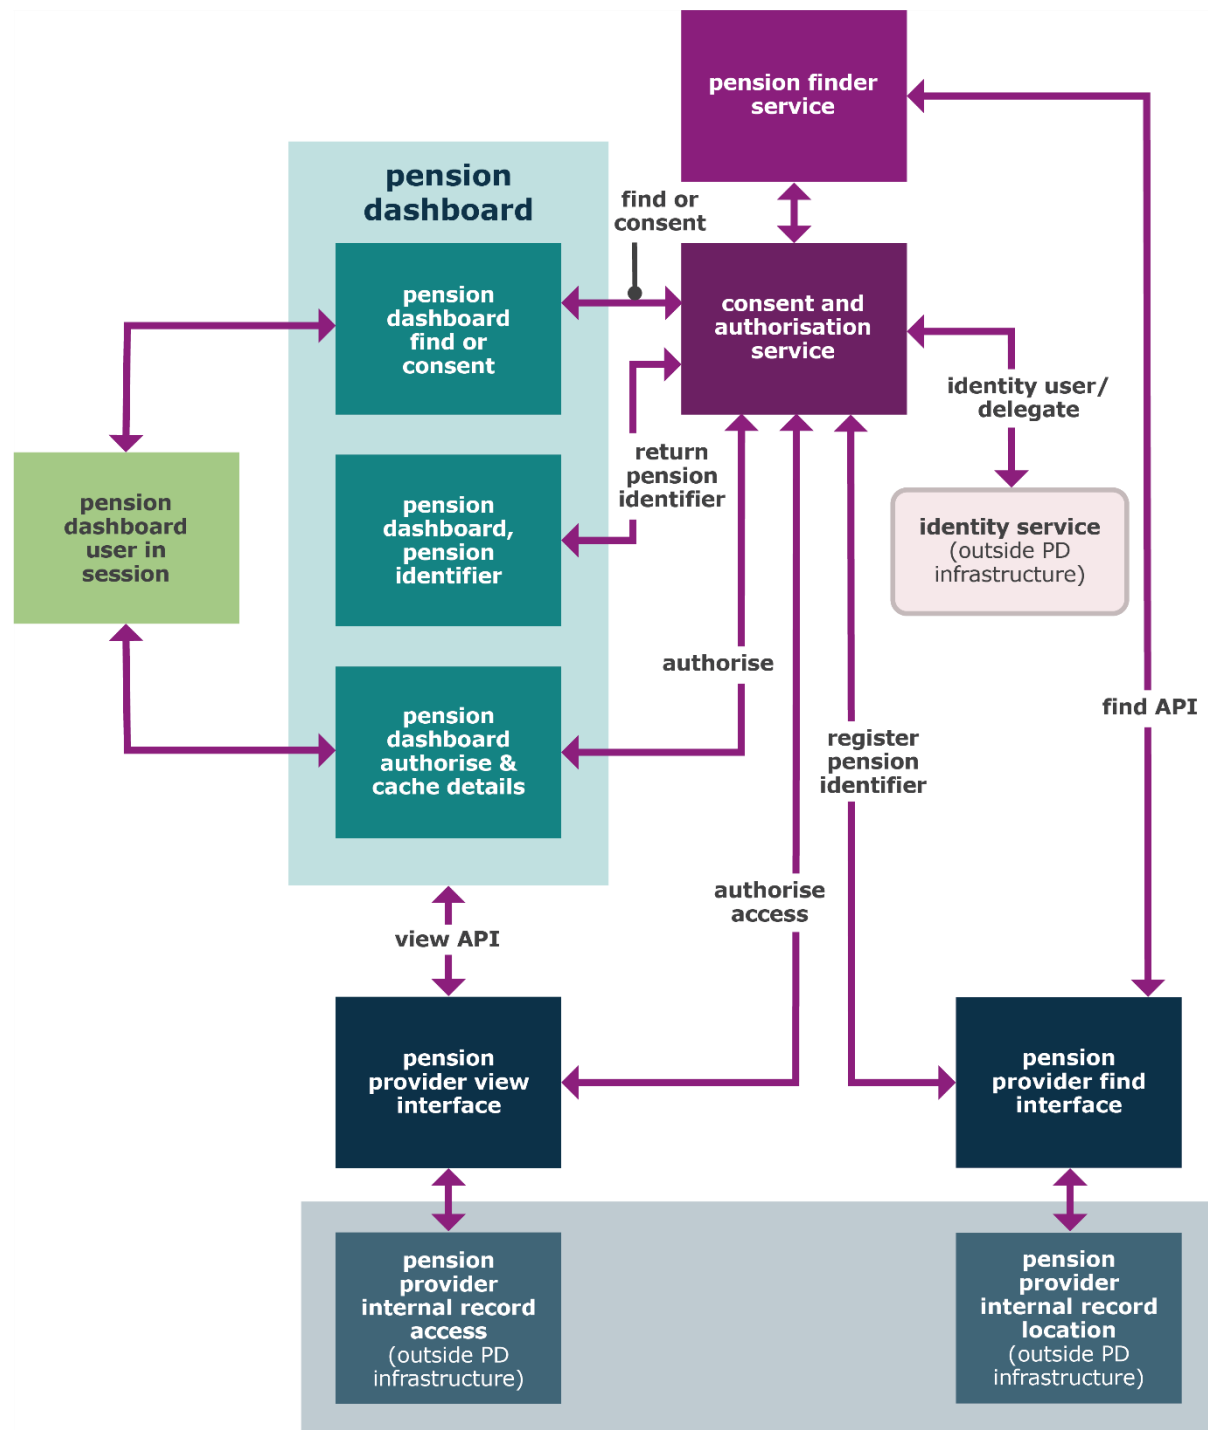 pension finder
service
pension
dashboard
find or
consent
pension
dashboard
find or
consent
consent and
authorisation
service
identity user/
delegate
return
pension
identifier
pension
dashboard
user in
session
pension
dashboard,
pension
identifier
identity service
(outside PD
infrastructure)
authorise
pension
dashboard
authorise &
cache details
find API
register
pension
identifier
authorise
access
view API
pension
provider view
interface
pension
provider find
interface
pension
provider
internal record
access
(outside PD
infrastructure)
pension
provider
internal record
location
(outside PD
infrastructure)